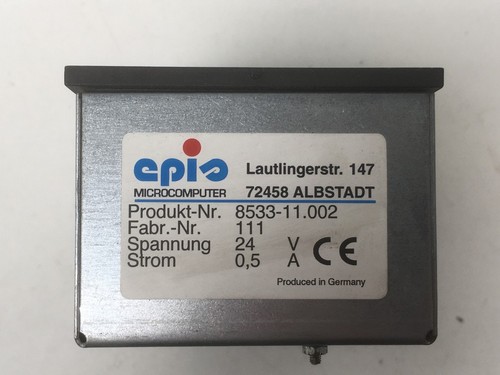 epis
MICROCOMPUTER
Lautlingerstr. 147
72458 ALBSTADT
Produkt-Nr. 8533-11.002
Fabr.-Nr. 111
Spannung 24 V
Strom 0,5 A
CE
Produced in Germany